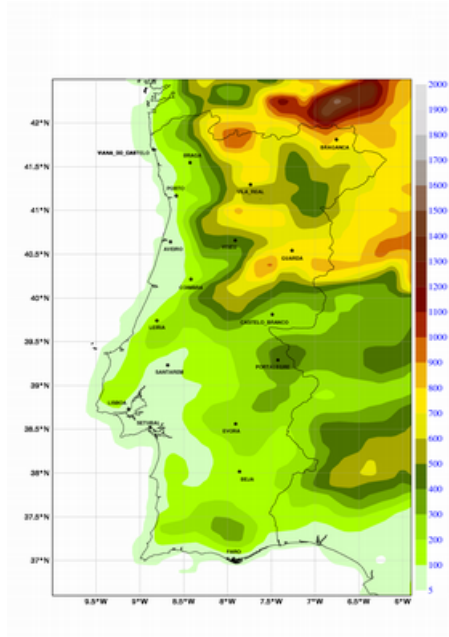 2000
1900
1800
1700
1600
1500
1400
1300
1200
1100
1000
900
800
700
600
500
400
300
200
100
5
42°N
41.5°N
41°N
40.5°N
40°N
39.5°N
39°N
38.5°N
38°N
37.5°N
37°N
9.5°W
9°W
8.5°W
8°W
7.5°W
7°W
6.5°W
6°W
VIANA_DO_CASTELO
BRAGA
BRAGANCA
VILA_REAL
PORTO
AVEIRO
VISEU
GUARDA
COIMBRA
LEIRIA
CASTELO_BRANCO
SANTAREM
PORTALEGRE
LISBOA
SETUBAL
EVORA
BEJA
FARO